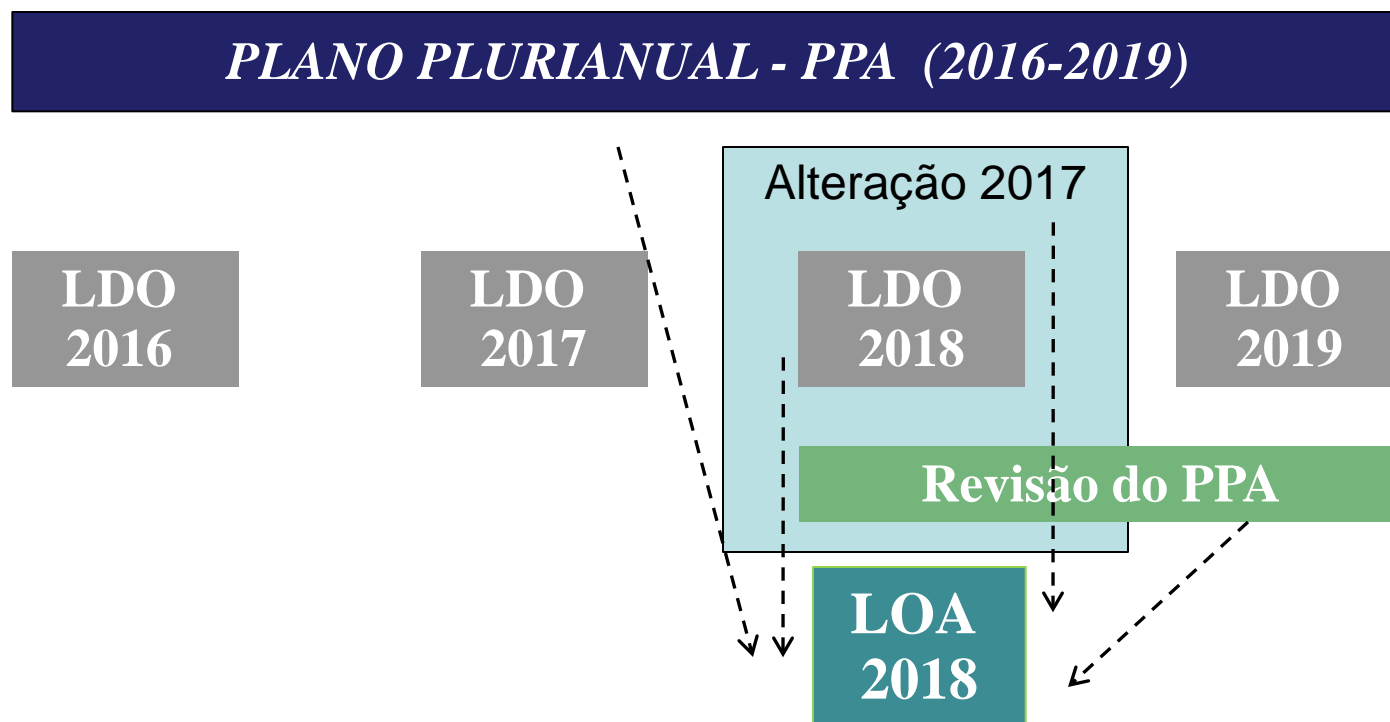 PLANO PLURIANUAL - PPA (2016-2019)
Alteração 2017
LDO
2016
LDO
2017
LDO
2018
LDO
2019
Revisão do PPA
LOA
2018